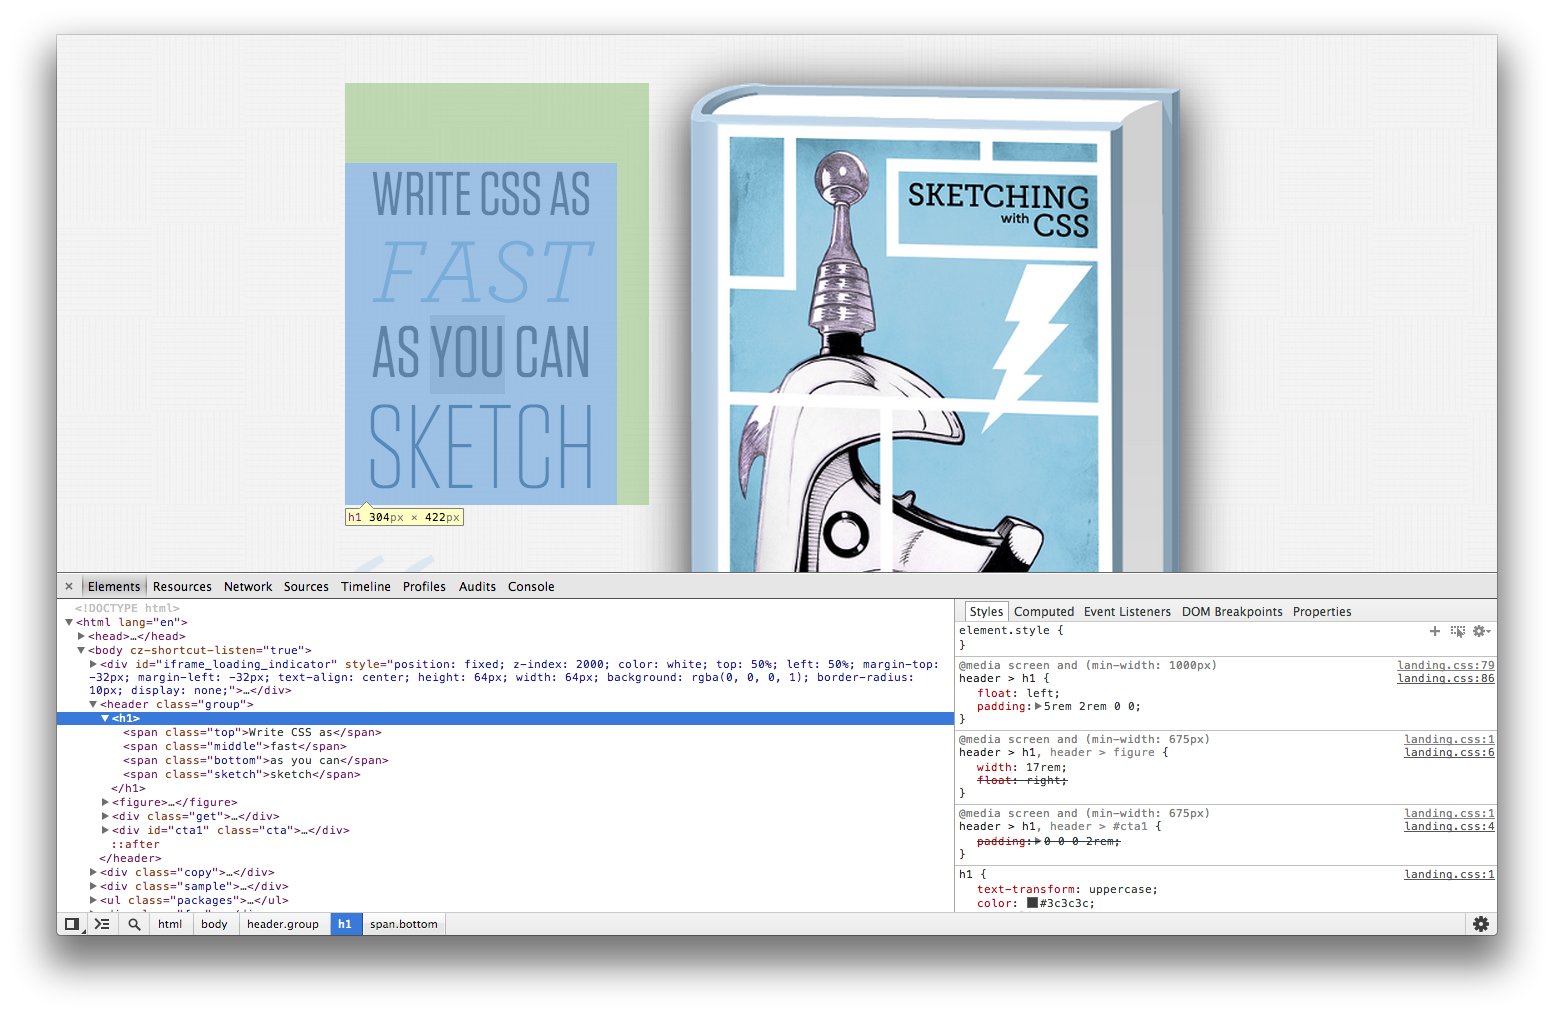 WRITE CSS AS
FAST
AS YOU CAN
SKETCH
h1 304px × 422px
SKETCHING
with CSS
× Elements Resources Network Sources Timeline Profiles Audits Console
<!DOCTYPE html>
▼<html lang="en">
▶<head>…</head>
▼<body cz-shortcut-listen="true">
▶<div id="iframe_loading_indicator" style="position: fixed; z-index: 2000; color: white; top: 50%; left: 50%; margin-top:
-32px; margin-left: -32px; text-align: center; height: 64px; width: 64px; background: rgba(0, 0, 0, 1); border-radius:
10px; display: none;">…</div>
▼<header class="group">
▼<h1>
<span class="top">Write CSS as</span>
<span class="middle">fast</span>
<span class="bottom">as you can</span>
<span class="sketch">sketch</span>
</h1>
▶<figure>…</figure>
▶<div class="get">…</div>
▶<div id="cta1" class="cta">…</div>
::after
</header>
▶<div class="copy">…</div>
▶<div class="sample">…</div>
▶<ul class="packages">…</ul>
html body header.group h1 span.bottom
Styles Computed Event Listeners DOM Breakpoints Properties
element.style {
}
@media screen and (min-width: 1000px) landing.css:79
header > h1 { landing.css:86
float: left;
padding:▶5rem 2rem 0 0;
}
@media screen and (min-width: 675px) landing.css:1
header > h1, header > figure { landing.css:6
width: 17rem;
float: right;
}
@media screen and (min-width: 675px) landing.css:1
header > h1, header > #cta1 { landing.css:4
padding:▶0 0 0 2rem;
}
h1 { landing.css:1
text-transform: uppercase;
color: #3c3c3c;